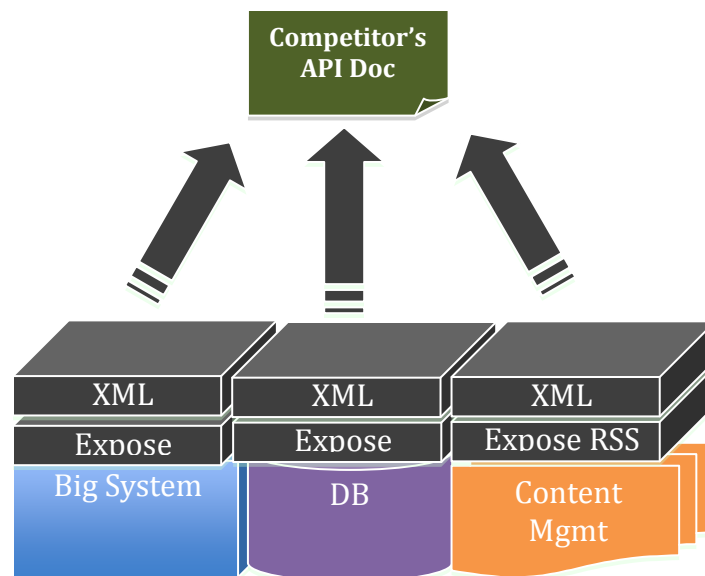 Competitor's
API Doc
XML
XML
XML
Expose
Expose
Expose RSS
Big System
DB
Content
Mgmt